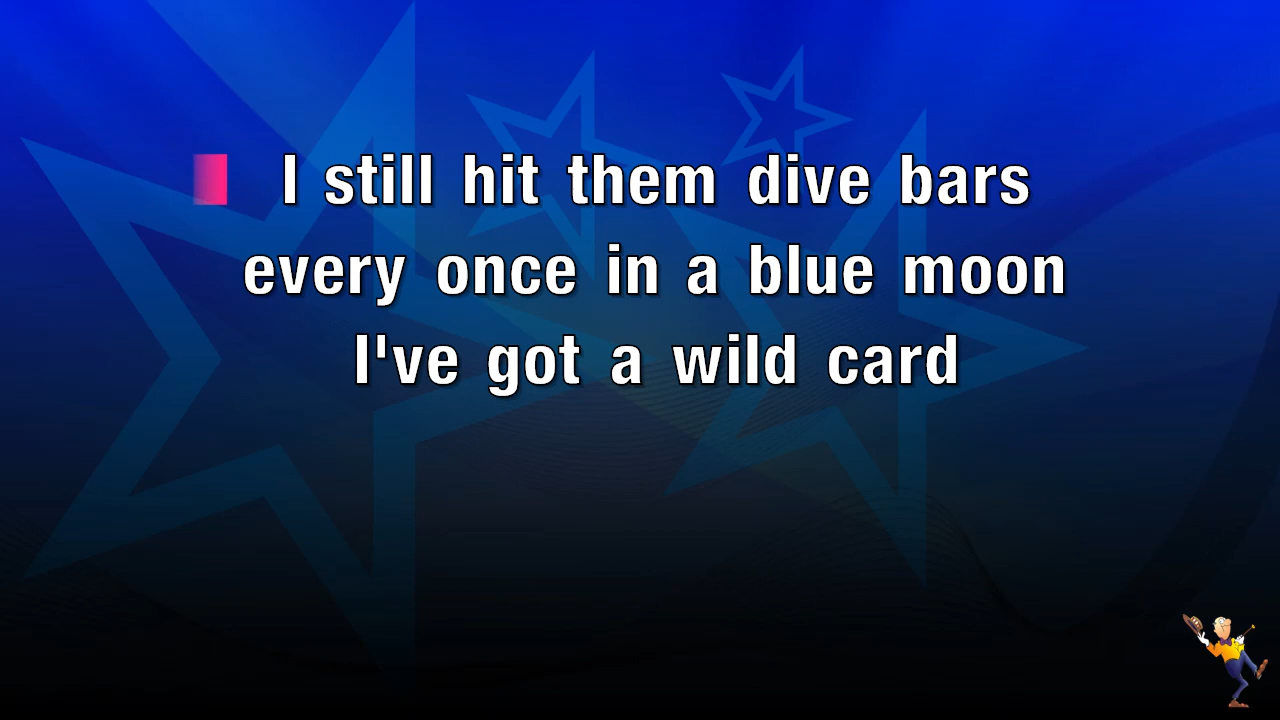 I still hit them dive bars
every once in a blue moon
I've got a wild card